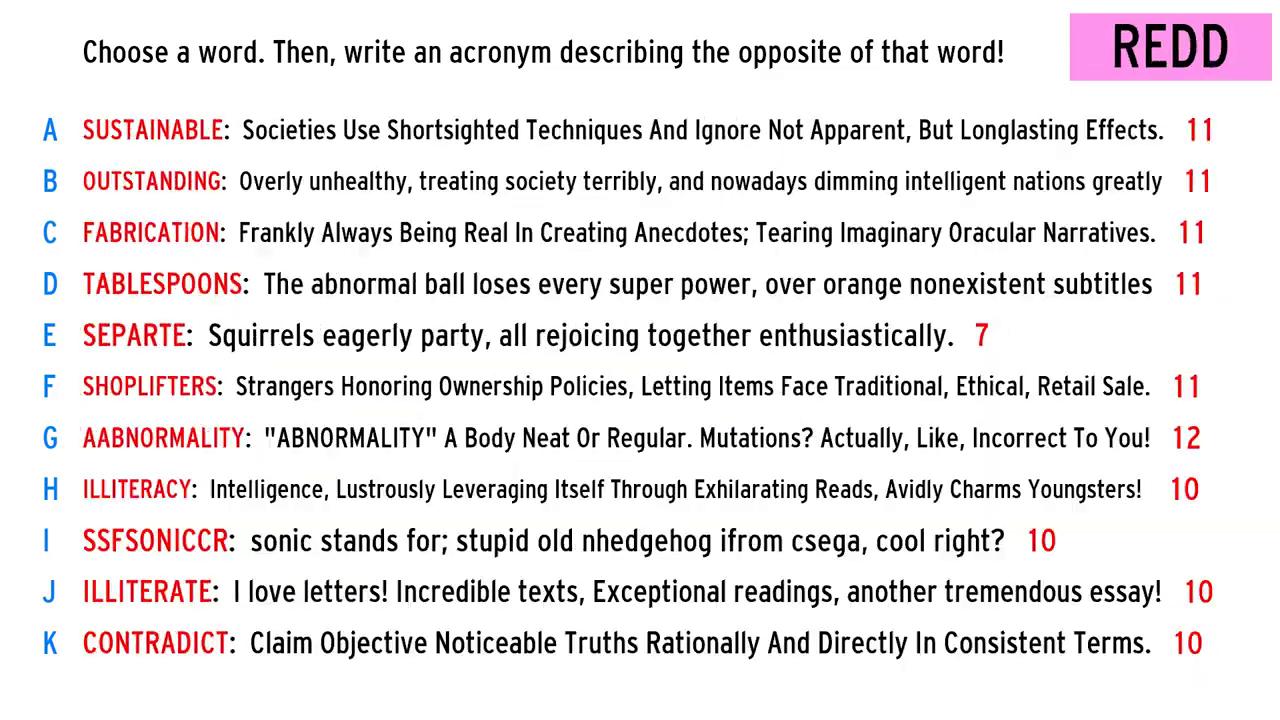 Choose a word. Then, write an acronym describing the opposite of that word!
REDD
A SUSTAINABLE: Societies Use Shortsighted Techniques And Ignore Not Apparent, But Longlasting Effects. 11
B OUTSTANDING: Overly unhealthy, treating society terribly, and nowadays dimming intelligent nations greatly 11
C FABRICATION: Frankly Always Being Real In Creating Anecdotes; Tearing Imaginary Oracular Narratives. 11
D TABLESPOONS: The abnormal ball loses every super power, over orange nonexistent subtitles 11
E SEPARTE: Squirrels eagerly party, all rejoicing together enthusiastically. 7
F SHOPLIFTERS: Strangers Honoring Ownership Policies, Letting Items Face Traditional, Ethical, Retail Sale. 11
G AABNORMALITY: "ABNORMALITY" A Body Neat Or Regular. Mutations? Actually, Like, Incorrect To You! 12
H ILLITERACY: Intelligence, Lustrously Leveraging Itself Through Exhilarating Reads, Avidly Charms Youngsters! 10
I SSFSONICCR: sonic stands for; stupid old nhedgehog ifrom csega, cool right? 10
J ILLITERATE: I love letters! Incredible texts, Exceptional readings, another tremendous essay! 10
K CONTRADICT: Claim Objective Noticeable Truths Rationally And Directly In Consistent Terms. 10